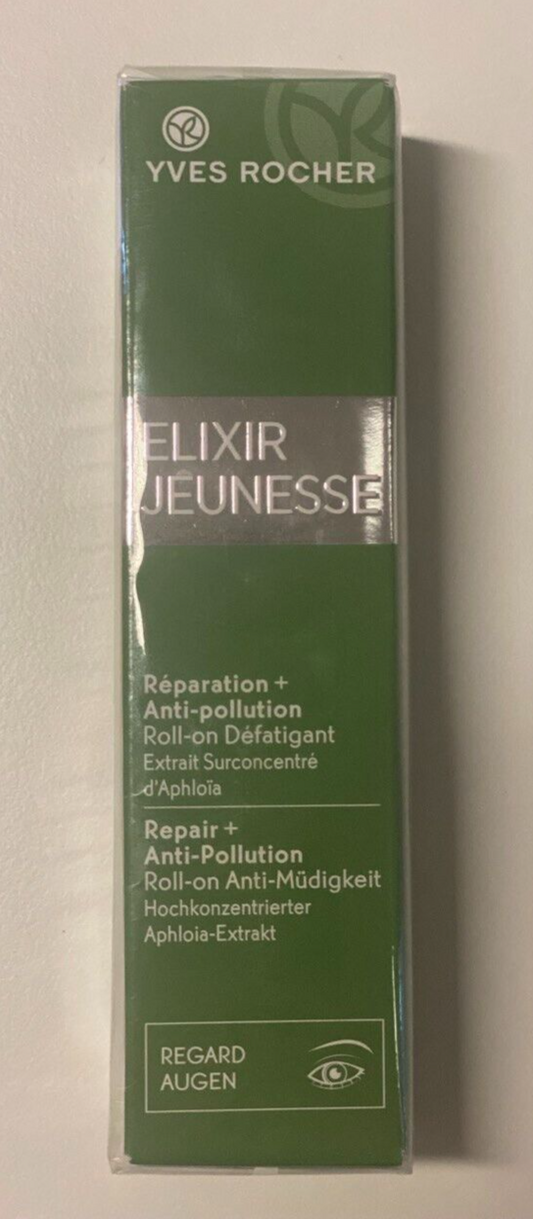 YVES ROCHER
ELIXIR
JEUNESSE
Réparation +
Anti-pollution
Roll-on Défatigant
Extrait Surconcentré
d'Aphloïa
Repair +
Anti-Pollution
Roll-on Anti-Müdigkeit
Hochkonzentrierter
Aphloia-Extrakt
REGARD
AUGEN